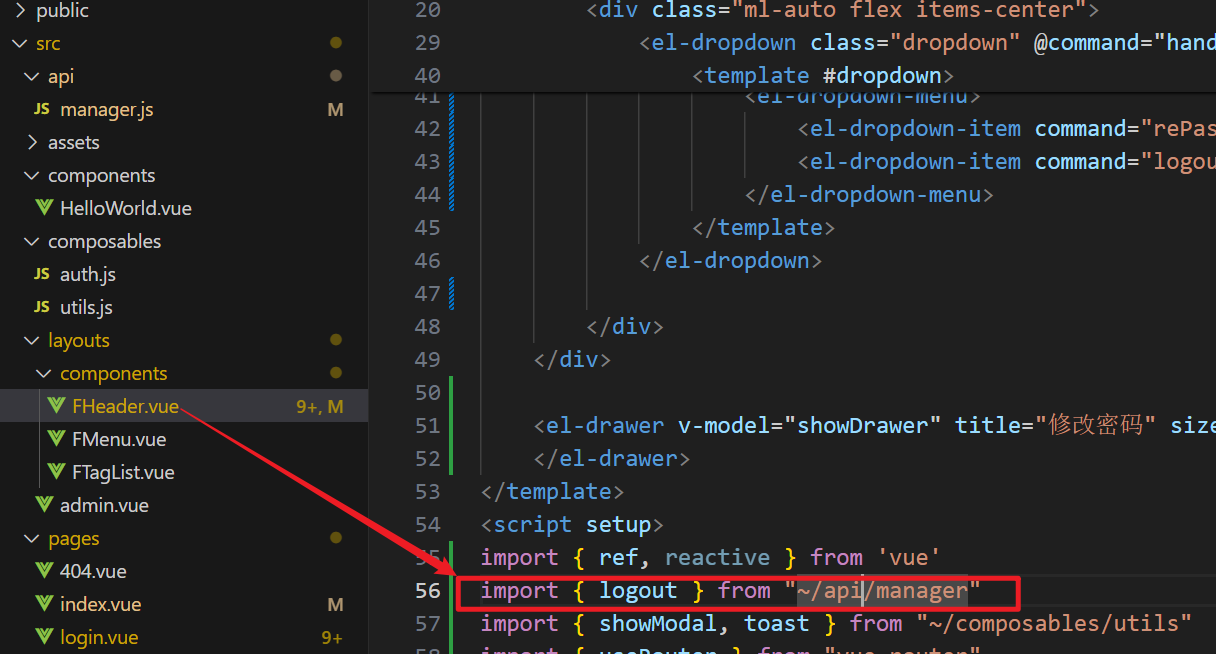 public
src
api
JS manager.js M
assets
components
HelloWorld.vue
composables
JS auth.js
JS utils.js
layouts
components
FHeader.vue 9+, M
FMenu.vue
FTagList.vue
admin.vue
pages
404.vue
index.vue M
login.vue 9+
20 <div class="ml-auto flex items-center">
29 <el-dropdown class="dropdown" @command="hand
40 <template #dropdown>
41 <el-dropdown-menu>
42 <el-dropdown-item command="rePas
43 <el-dropdown-item command="logou
44 </el-dropdown-menu>
45 </template>
46 </el-dropdown>
47
48 </div>
49 </div>
50
51 <el-drawer v-model="showDrawer" title="修改密码" size
52 </el-drawer>
53 </template>
54 <script setup>
55 import { ref, reactive } from 'vue'
56 import { logout } from "~/api/manager"
57 import { showModal, toast } from "~/composables/utils"
58 import { useRouter } from "vue-router"